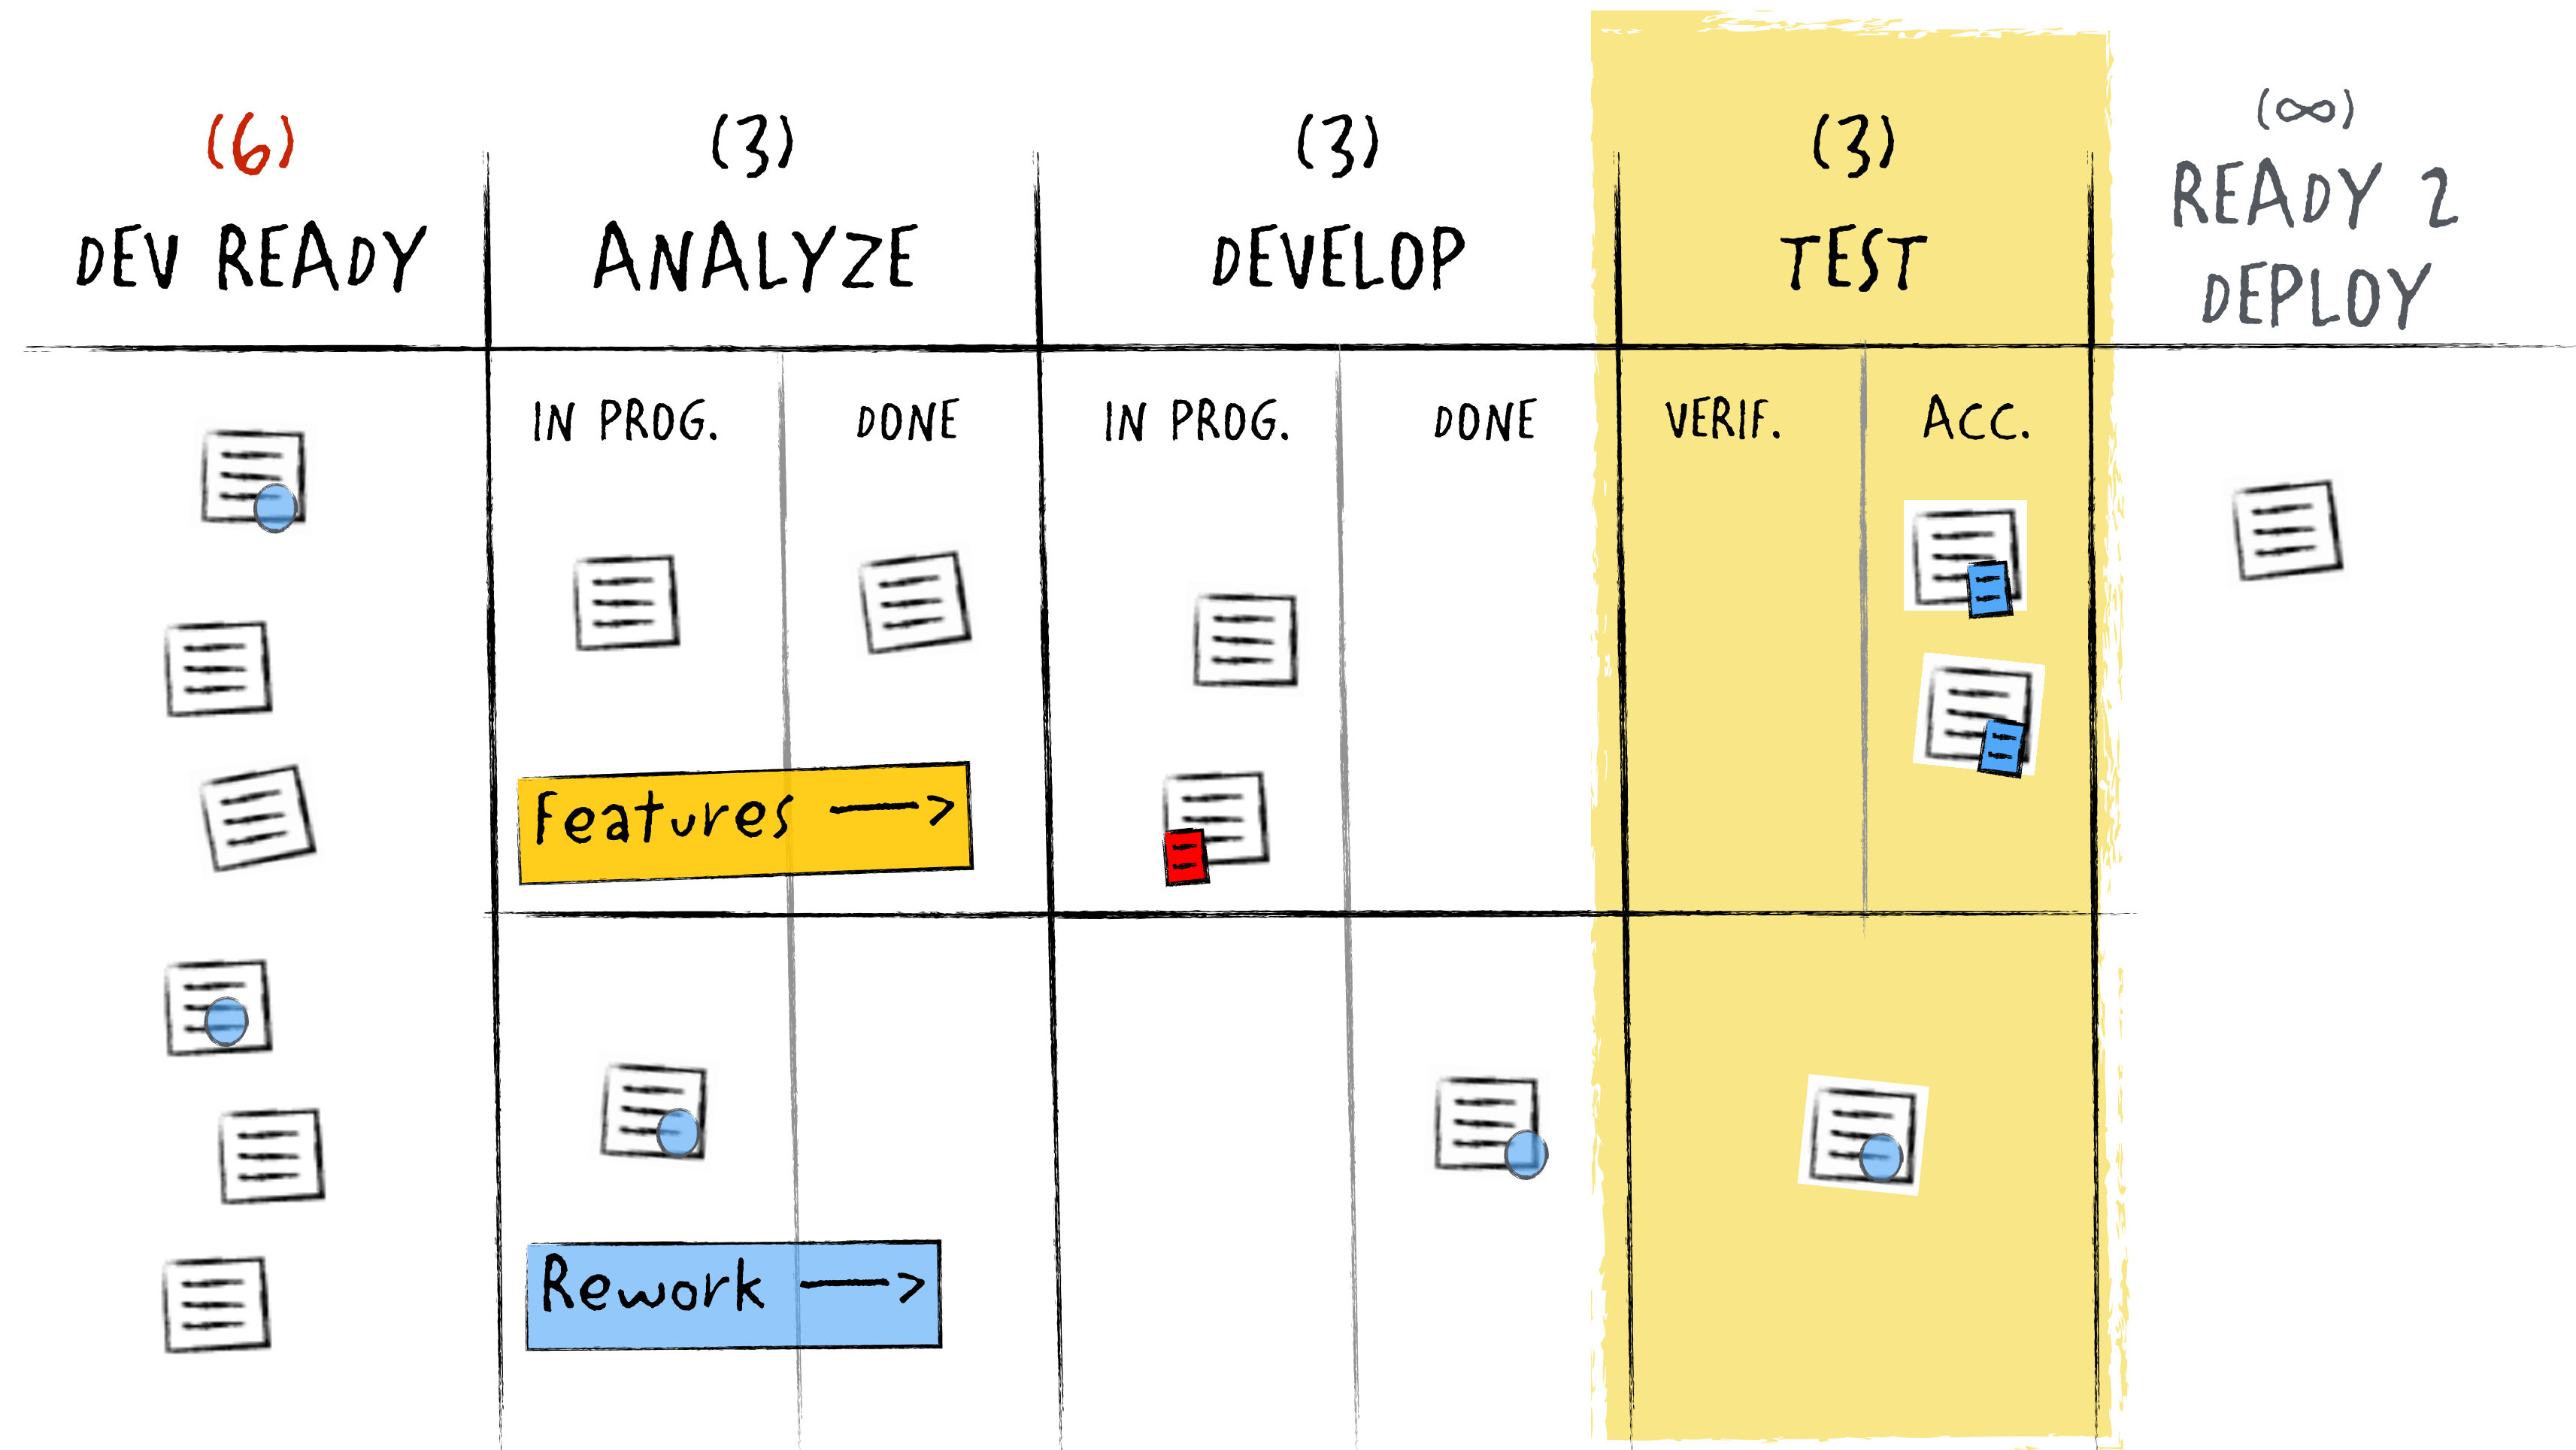 (6)
DEV READY
(3)
ANALYZE
(3)
DEVELOP
(3)
TEST
(∞)
READY 2
DEPLOY
IN PROG.
DONE
IN PROG.
DONE
VERIF.
ACC.
Features →
Rework →